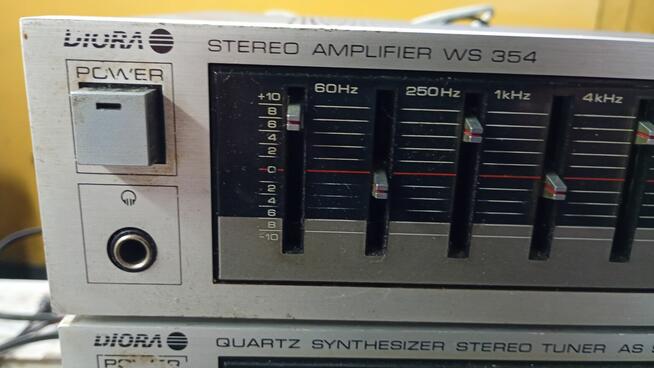 DIORA STEREO AMPLIFIER WS 354
POWER
60Hz 250Hz 1kHz 4kHz
+10
8
6
4
2
0
2
4
6
8
-10
DIORA QUARTZ SYNTHESIZER STEREO TUNER AS
POWER